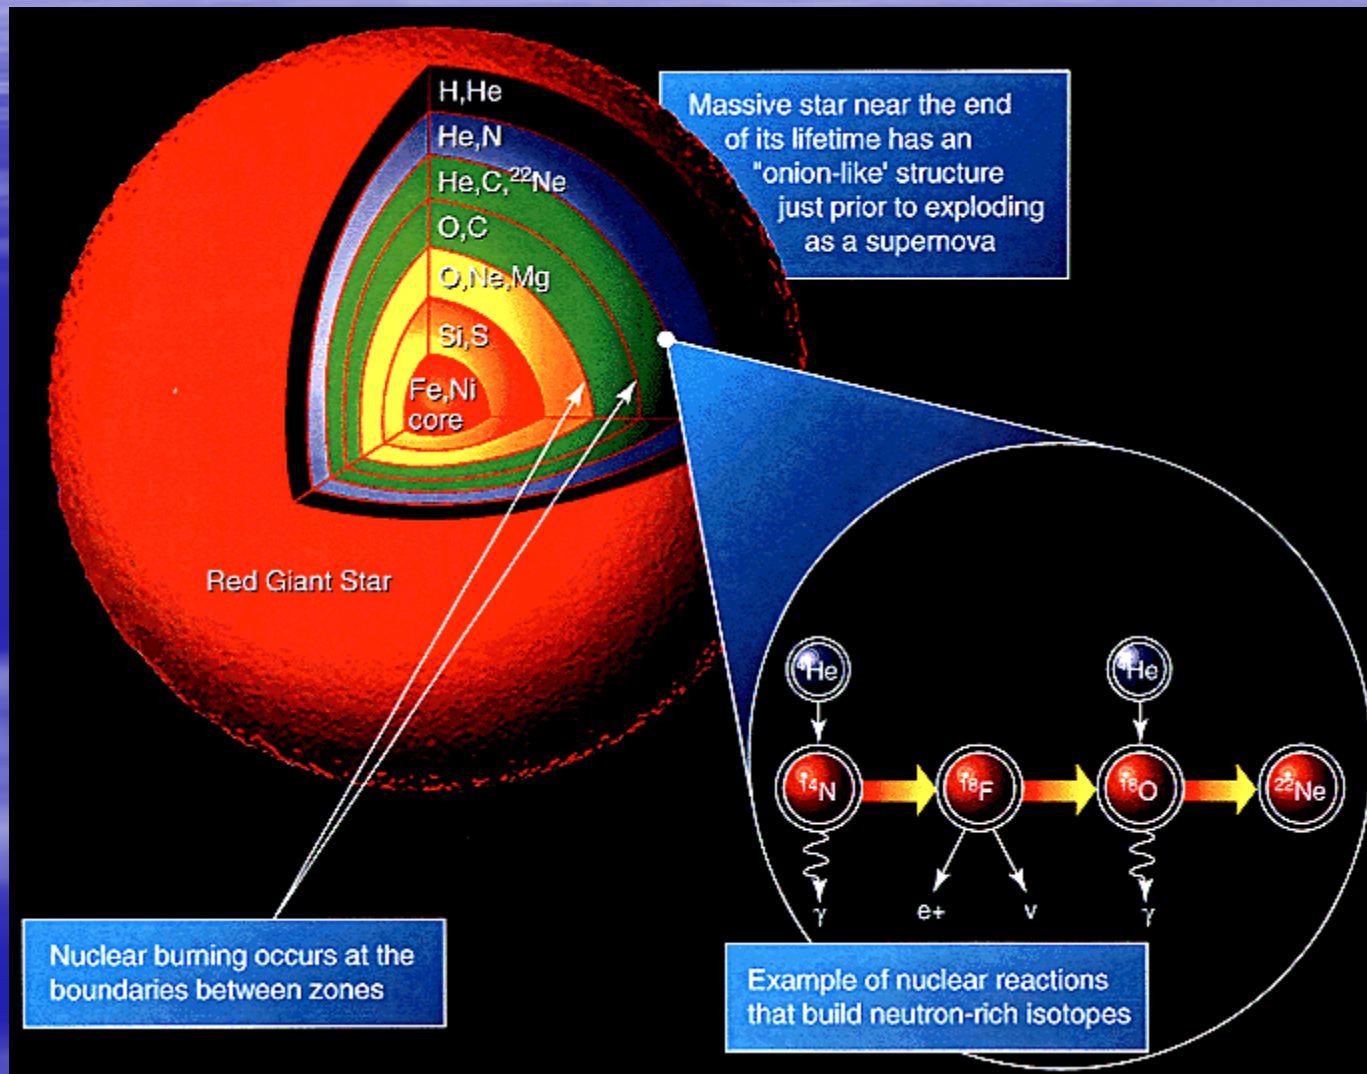 H,He
He,N
He,C,²²Ne
O,C
O,Ne,Mg
Si,S
Fe,Ni
core
Red Giant Star
Massive star near the end
of its lifetime has an
"onion-like' structure
just prior to exploding
as a supernova
Nuclear burning occurs at the
boundaries between zones
⁴He ⁴He
¹⁴N ¹⁸F ¹⁸O ²²Ne
γ e+ ν γ
Example of nuclear reactions
that build neutron-rich isotopes